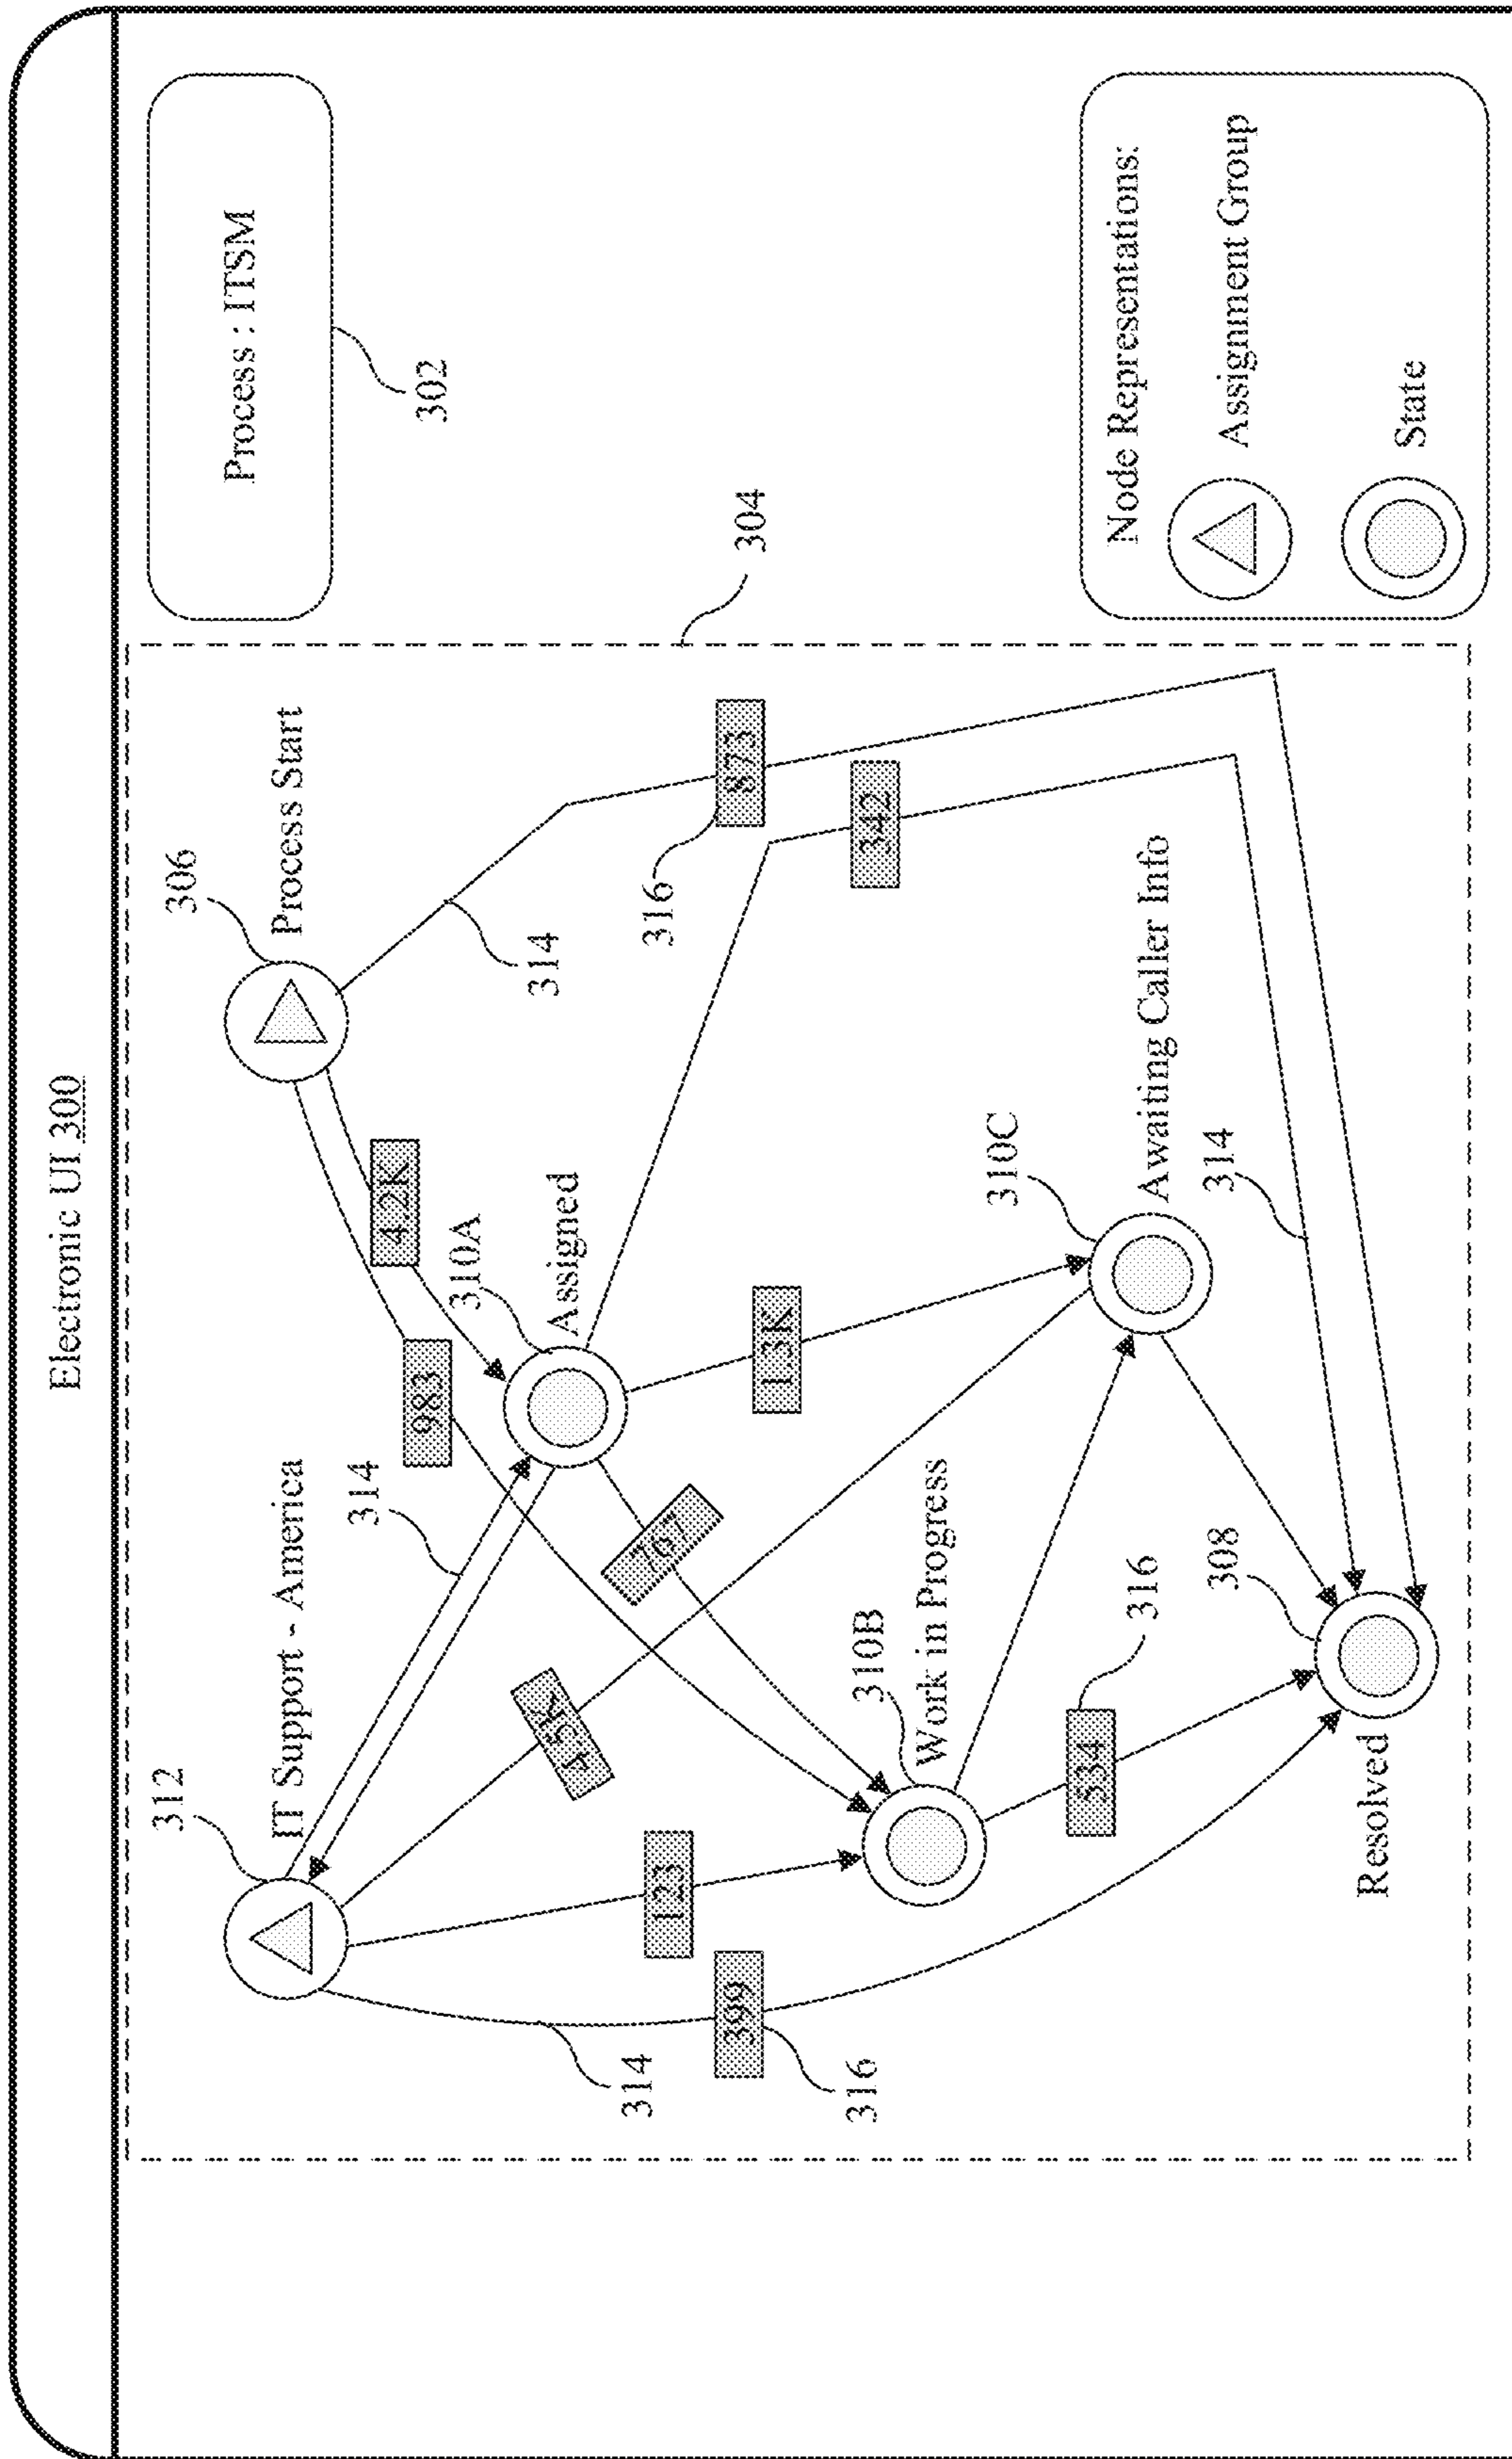 Electronic UI 300
Process : ITSM
302
304
312
IT Support - America
306
Process Start
314
983
4.2K
310A
Assigned
314
314
399
316
123
767
316
873
342
1.3K
310B
Work in Progress
310C
Awaiting Caller Info
534
316
314
308
Resolved
Node Representations:
Assignment Group
State